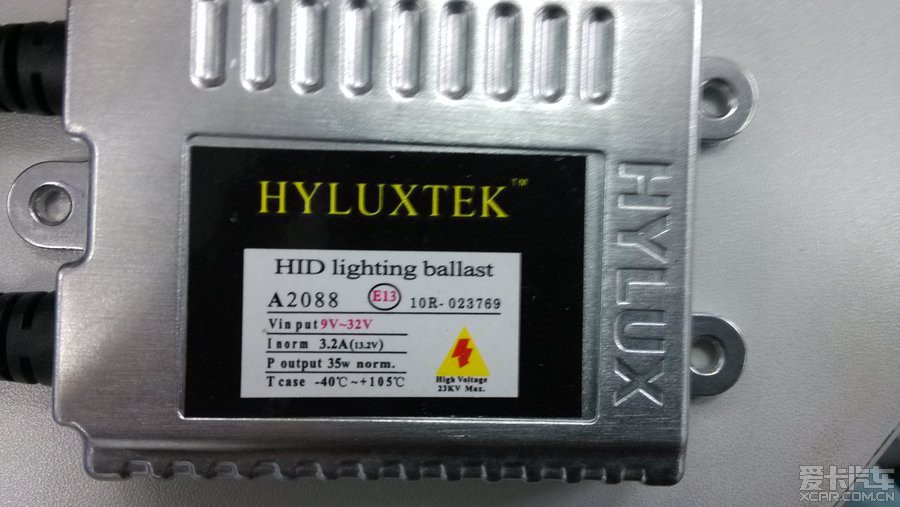 HYLUXTEK™
HYLUX
HID lighting ballast
A2088 E13 10R-023769
Vin put 9V~32V
I norm 3.2A(13.2V)
P output 35w norm.
T case -40℃~+105℃
High Voltage
23KV Max.
爱卡汽车
XCAR.COM.CN